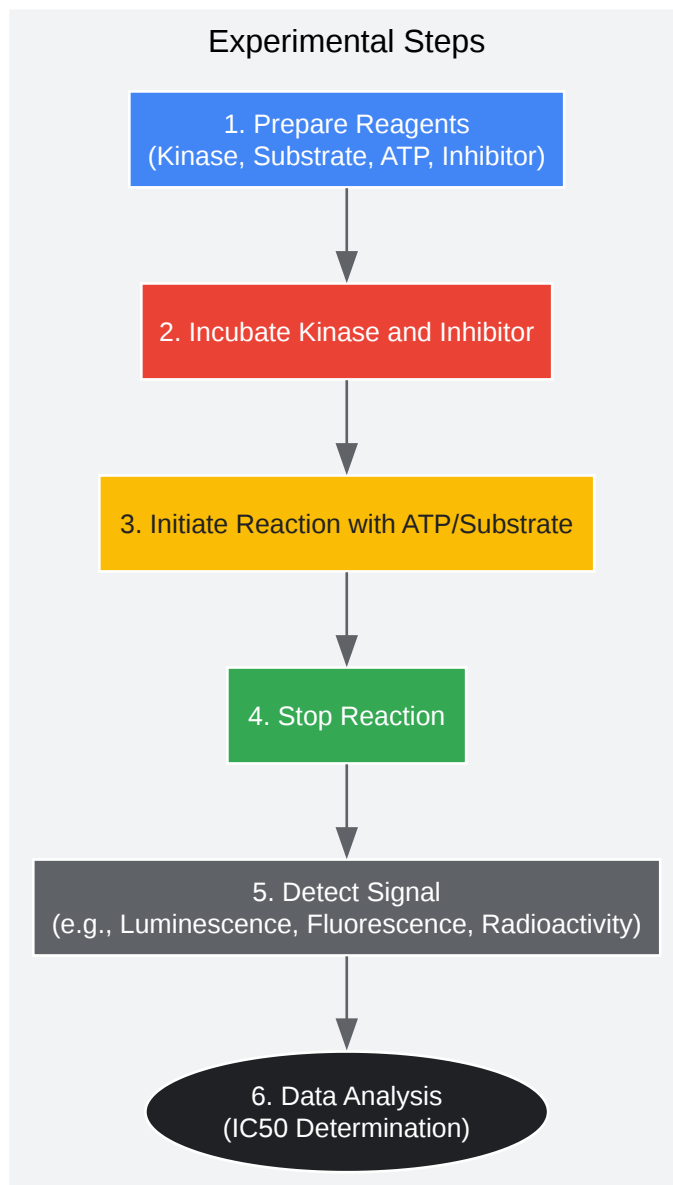 Experimental Steps
1. Prepare Reagents
(Kinase, Substrate, ATP, Inhibitor)
2. Incubate Kinase and Inhibitor
3. Initiate Reaction with ATP/Substrate
4. Stop Reaction
5. Detect Signal
(e.g., Luminescence, Fluorescence, Radioactivity)
6. Data Analysis
(IC50 Determination)